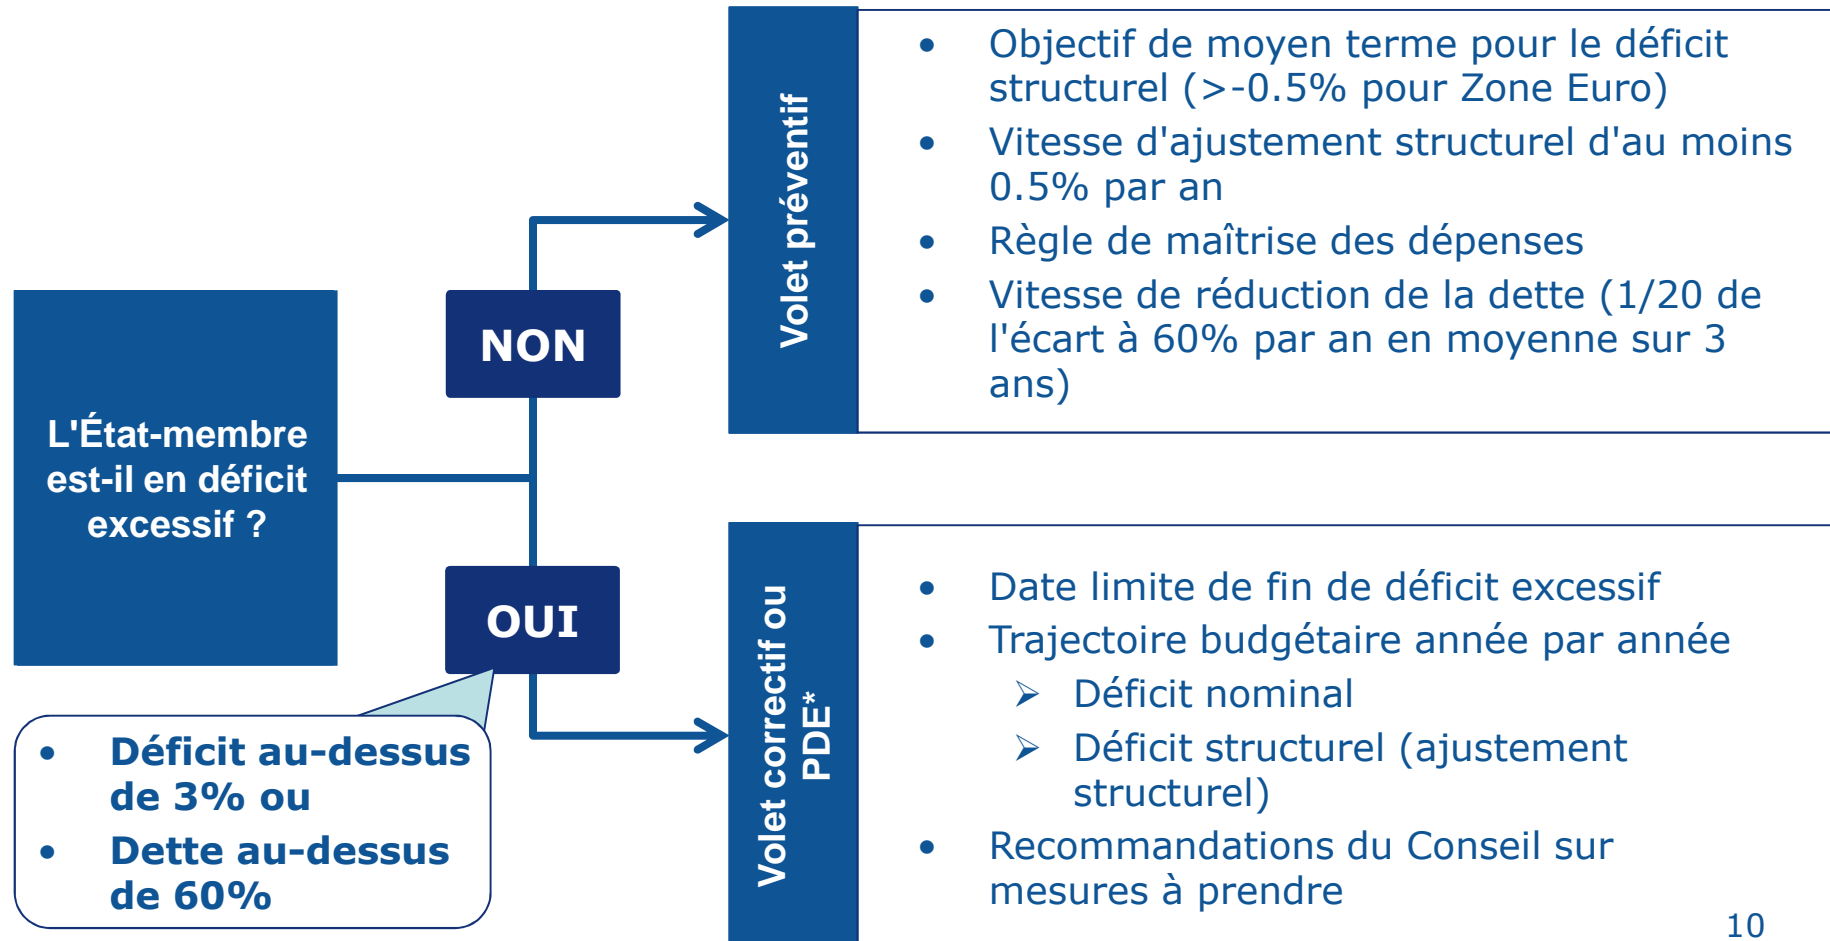 L'État-membre
est-il en déficit
excessif ?
NON
Volet préventif
• Objectif de moyen terme pour le déficit
structurel (>-0.5% pour Zone Euro)
• Vitesse d'ajustement structurel d'au moins
0.5% par an
• Règle de maîtrise des dépenses
• Vitesse de réduction de la dette (1/20 de
l'écart à 60% par an en moyenne sur 3
ans)
OUI
• Déficit au-dessus
de 3% ou
• Dette au-dessus
de 60%
Volet correctif ou
PDE*
• Date limite de fin de déficit excessif
• Trajectoire budgétaire année par année
➢ Déficit nominal
➢ Déficit structurel (ajustement
structurel)
• Recommandations du Conseil sur
mesures à prendre
10